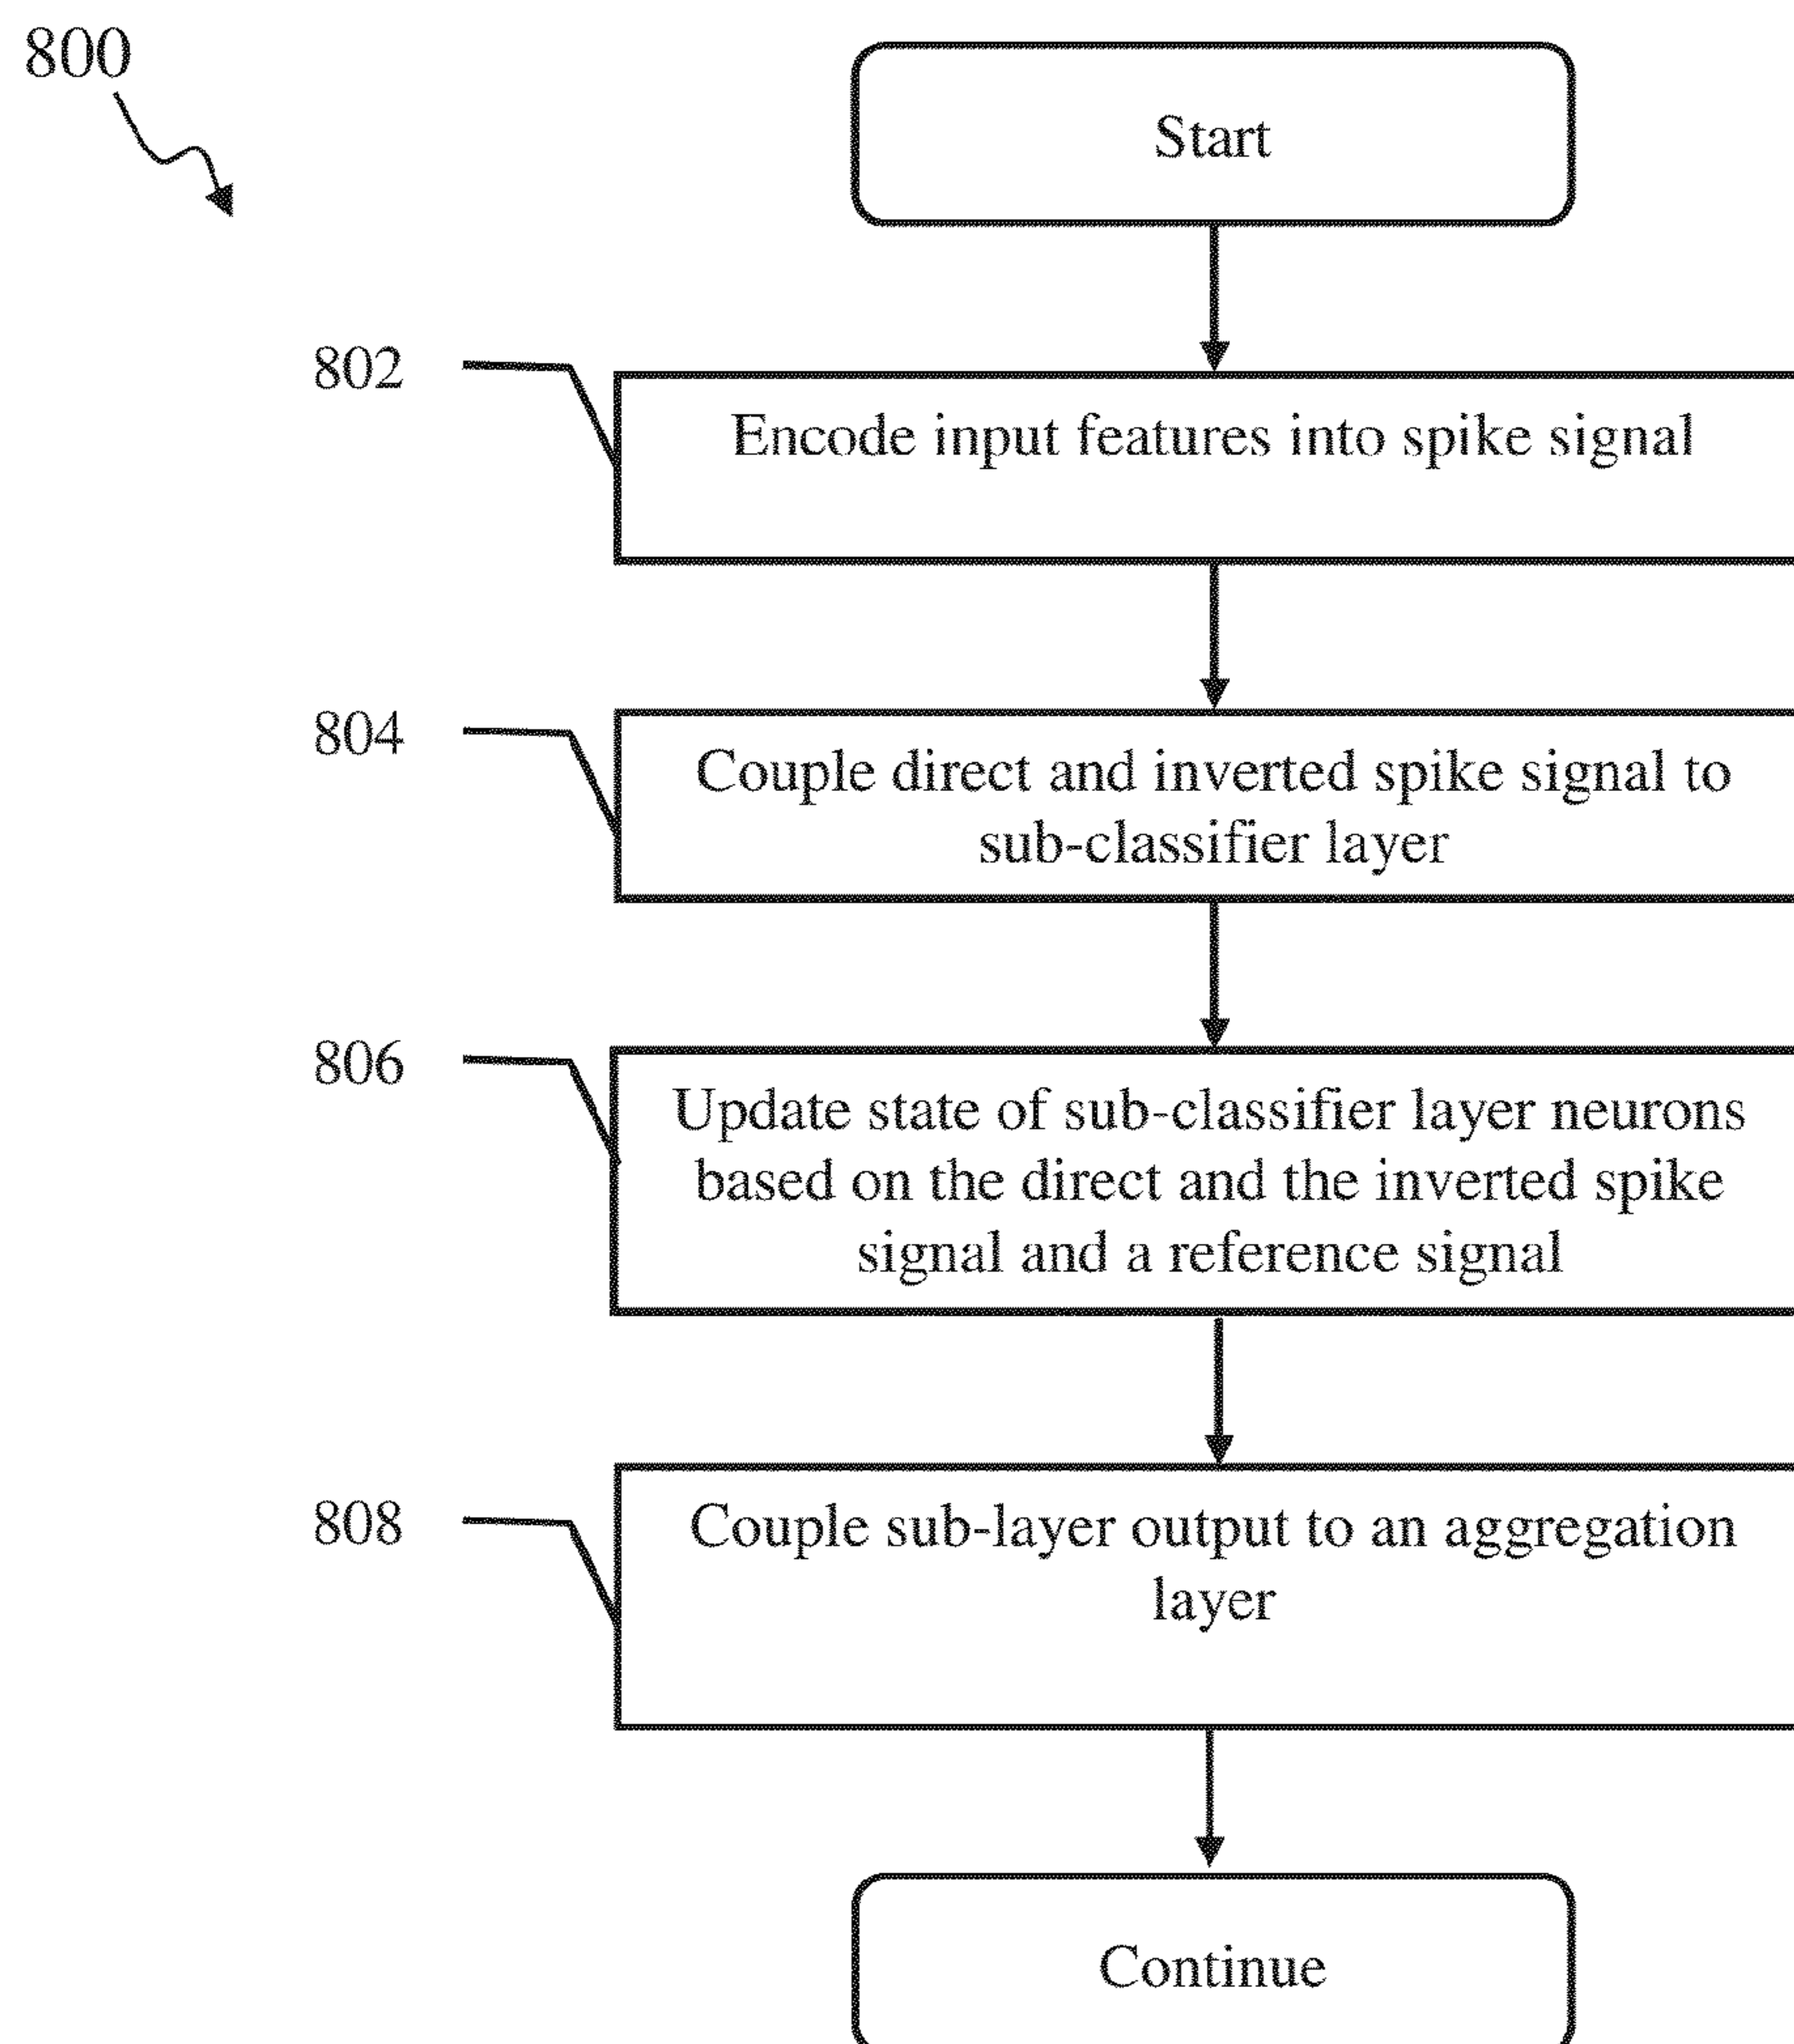 800
Start
802
Encode input features into spike signal
804
Couple direct and inverted spike signal to
sub-classifier layer
806
Update state of sub-classifier layer neurons
based on the direct and the inverted spike
signal and a reference signal
808
Couple sub-layer output to an aggregation
layer
Continue